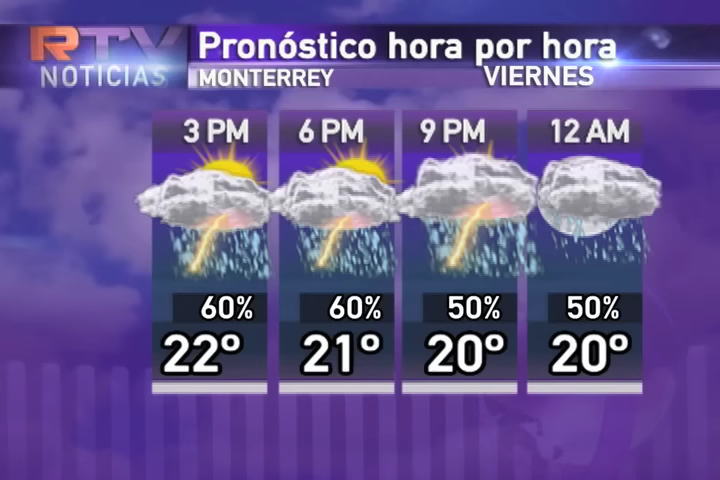 RTV
NOTICIAS
Pronóstico hora por hora
MONTERREY VIERNES
3 PM 6 PM 9 PM 12 AM
60% 60% 50% 50%
22° 21° 20° 20°